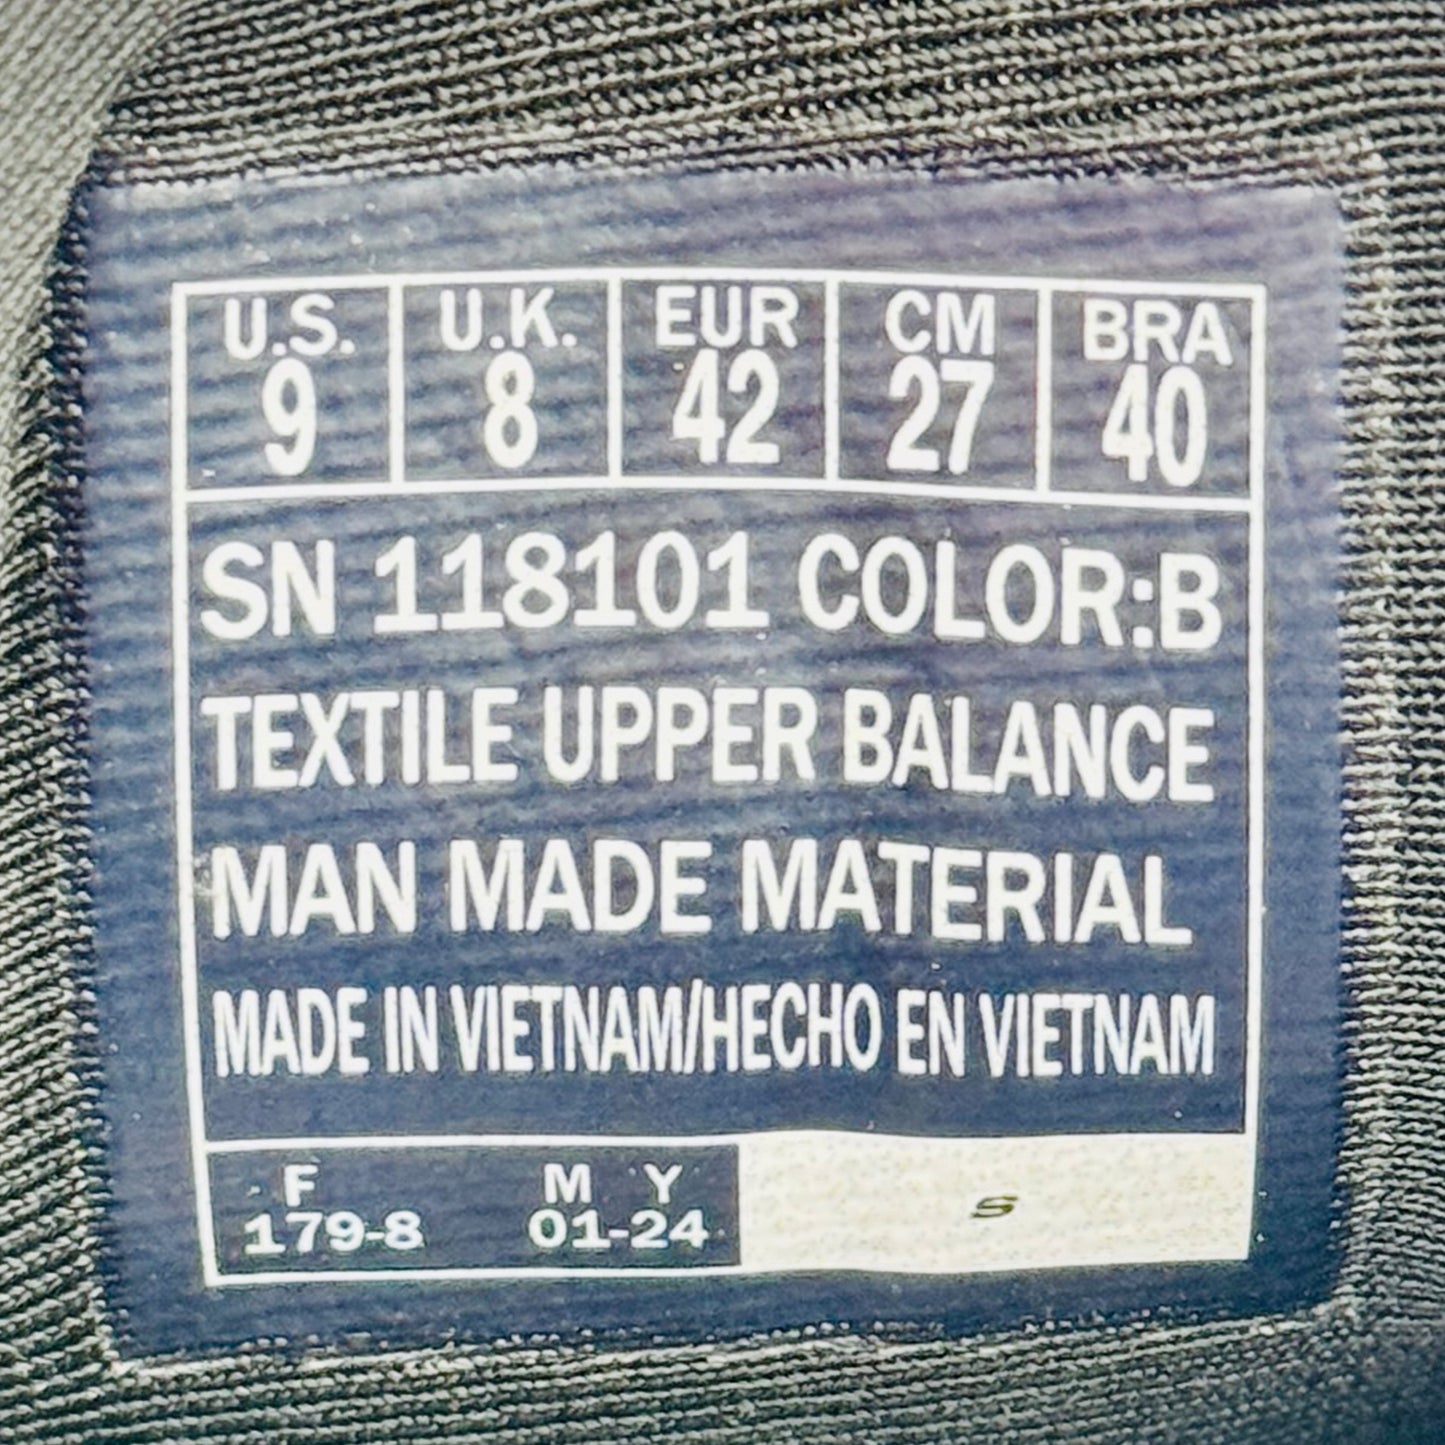 U.S. U.K. EUR CM BRA
9 8 42 27 40
SN 118101 COLOR:B
TEXTILE UPPER BALANCE
MAN MADE MATERIAL
MADE IN VIETNAM/HECHO EN VIETNAM
F M Y
179-8 01-24
S